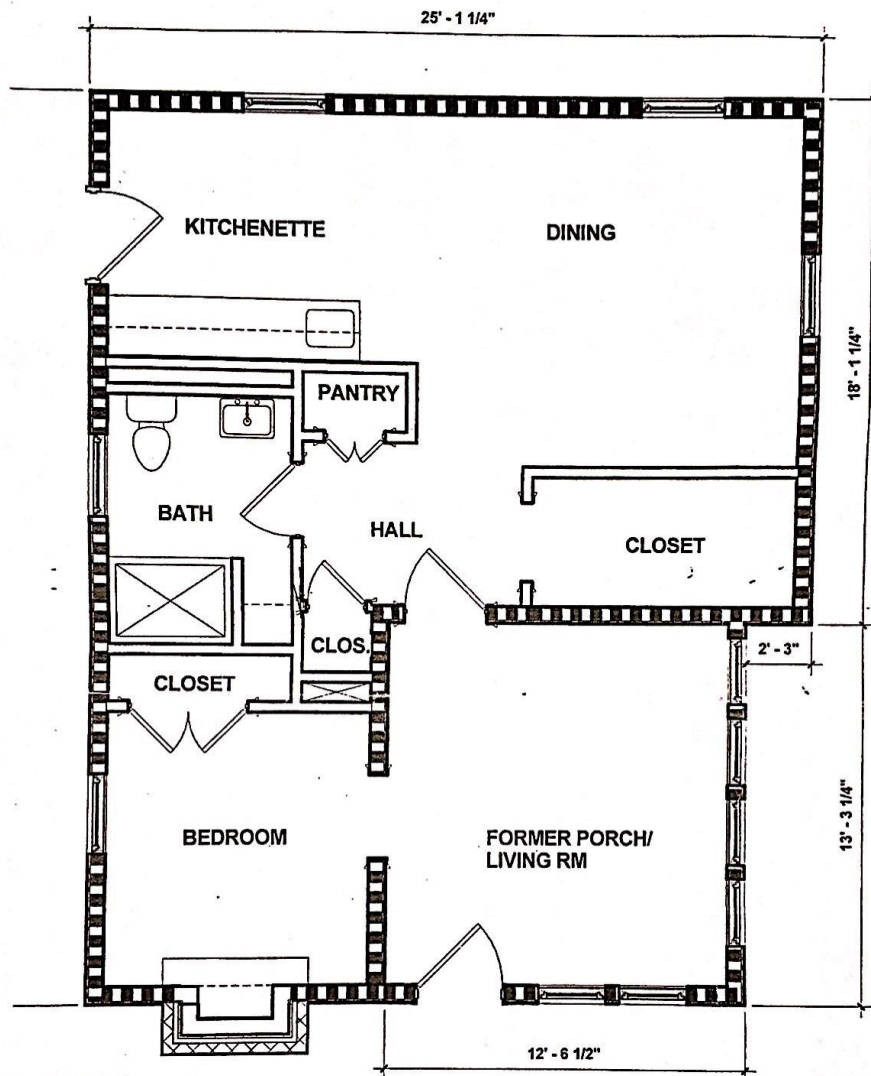 25' - 1 1/4"
KITCHENETTE
DINING
18' - 1 1/4"
PANTRY
BATH
HALL
CLOSET
CLOS.
2' - 3"
CLOSET
BEDROOM
FORMER PORCH/
LIVING RM
13' - 3 1/4"
12' - 6 1/2"